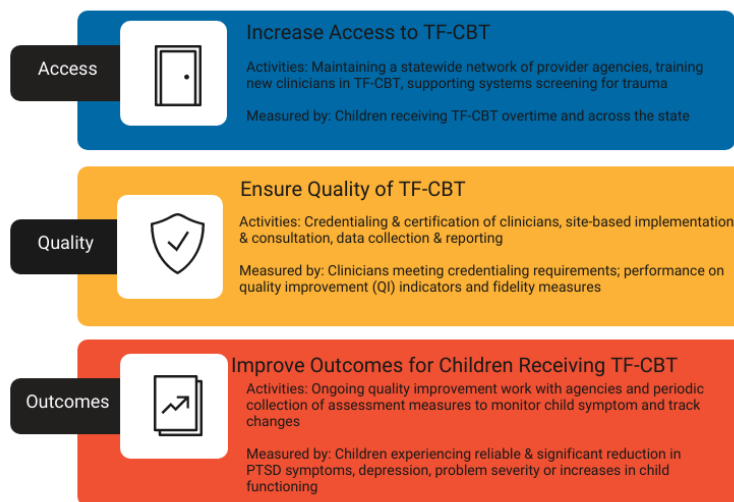 Access
Increase Access to TF-CBT
Activities: Maintaining a statewide network of provider agencies, training
new clinicians in TF-CBT, supporting systems screening for trauma
Measured by: Children receiving TF-CBT overtime and across the state
Quality
Ensure Quality of TF-CBT
Activities: Credentialing & certification of clinicians, site-based implementation
& consultation, data collection & reporting
Measured by: Clinicians meeting credentialing requirements; performance on
quality improvement (QI) indicators and fidelity measures
Outcomes
Improve Outcomes for Children Receiving TF-CBT
Activities: Ongoing quality improvement work with agencies and periodic
collection of assessment measures to monitor child symptom and track
changes
Measured by: Children experiencing reliable & significant reduction in
PTSD symptoms, depression, problem severity or increases in child
functioning